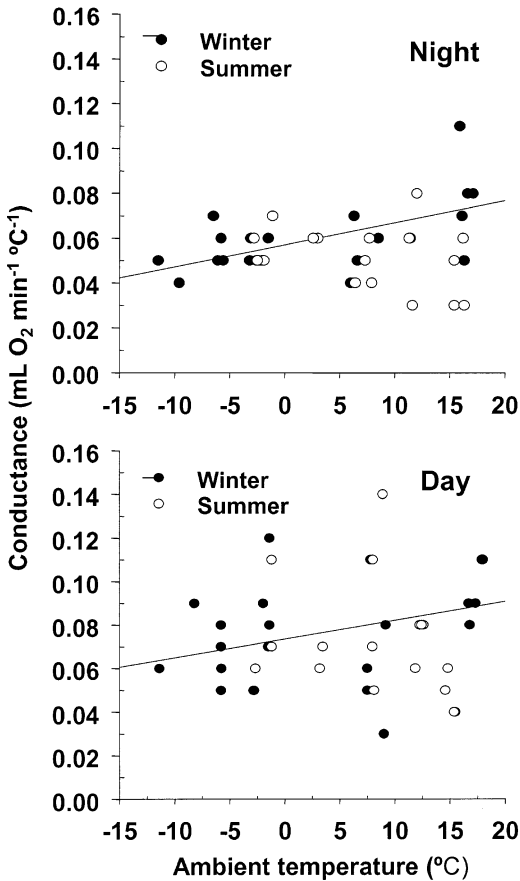 0.16
Winter
Night
Summer
0.14
0.12
0.10
0.08
0.06
0.04
0.02
0.00
-15 -10 -5 0 5 10 15 20
Conductance (mL O₂ min⁻¹ ºC⁻¹)
0.16
Winter
Day
Summer
0.14
0.12
0.10
0.08
0.06
0.04
0.02
0.00
-15 -10 -5 0 5 10 15 20
Ambient temperature (ºC)